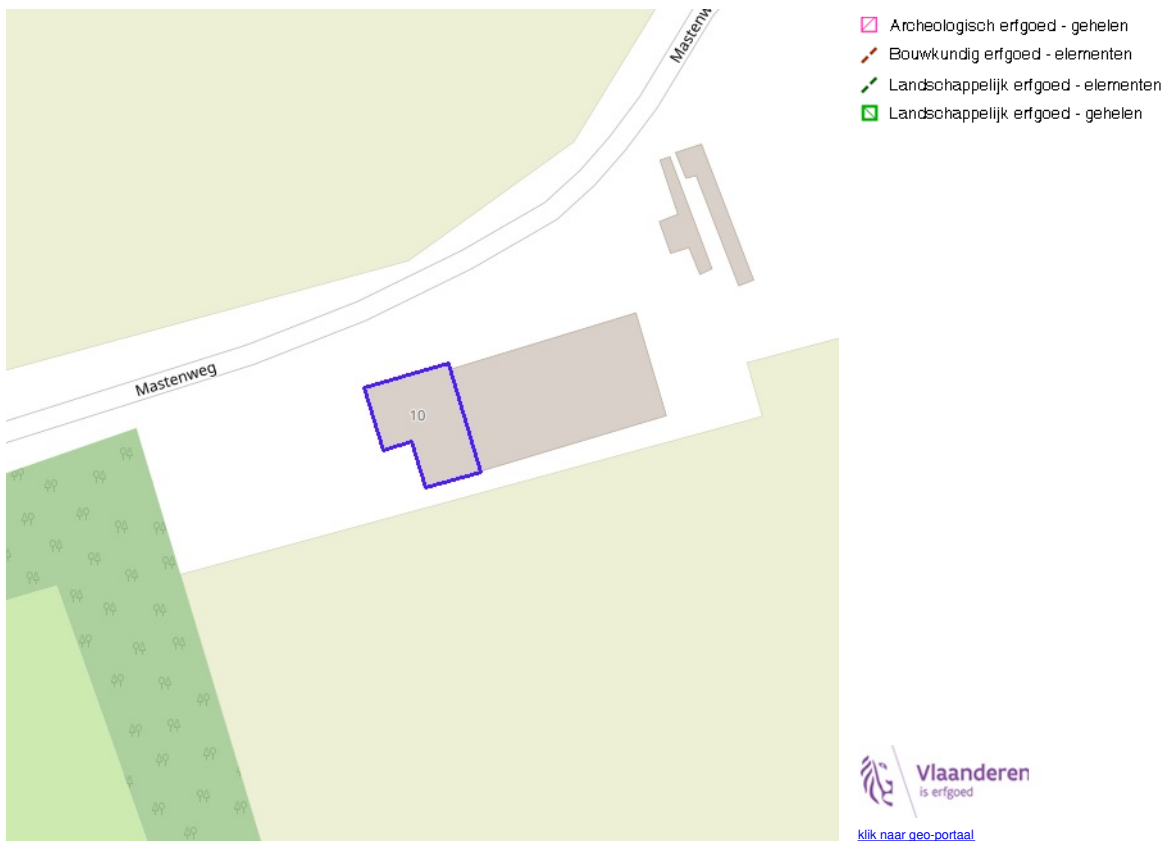 Mastenw
Archeologisch erfgoed - gehelen
Bouwkundig erfgoed - elementen
Landschappelijk erfgoed - elementen
Landschappelijk erfgoed - gehelen
Mastenweg
10
Vlaanderen
is erfgoed
klik naar geo-portaal